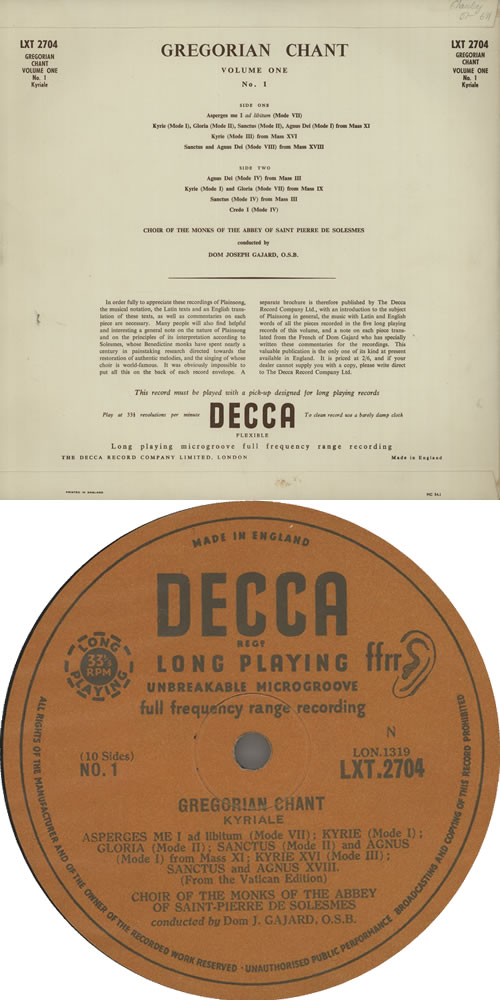 LXT 2704
GREGORIAN
CHANT
VOLUME ONE
No. 1
Kyriale
GREGORIAN CHANT
VOLUME ONE
No. 1
LXT 2704
GREGORIAN
CHANT
VOLUME ONE
No. 1
Kyriale
SIDE ONE
Asperges me I ad libitum (Mode VII)
Kyrie (Mode I), Gloria (Mode II), Sanctus (Mode II), Agnus Dei (Mode I) from Mass XI
Kyrie (Mode III) from Mass XVI
Sanctus and Agnus Dei (Mode VIII) from Mass XVIII
SIDE TWO
Agnus Dei (Mode IV) from Mass III
Kyrie (Mode I) and Gloria (Mode VII) from Mass IX
Sanctus (Mode IV) from Mass III
Credo I (Mode IV)
CHOIR OF THE MONKS OF THE ABBEY OF SAINT PIERRE DE SOLESMES
conducted by
DOM JOSEPH GAJARD, O.S.B.
In order fully to appreciate these recordings of Plainsong,
the musical notation, the Latin texts and an English trans-
lation of these texts, as well as commentaries on each
piece are necessary. Many people will also find helpful
and interesting a general note on the nature of Plainsong
and on the principles of its interpretation according to
Solesmes, whose Benedictine monks have spent nearly a
century in painstaking research directed towards the
restoration of authentic melodies, and the singing of whose
choir is world-famous. It was obviously impossible to
put all this on the back of each record envelope. A
separate brochure is therefore published by The Decca
Record Company Ltd., with an introduction to the subject
of Plainsong in general, the music with Latin and English
words of all the pieces recorded in the five long playing
records of this volume, and a note on each piece trans-
lated from the French of Dom Gajard who has specially
written these commentaries for the recordings. This
valuable publication is the only one of its kind at present
available in England. It is priced at 2/6, and if your
dealer cannot supply you with a copy, please write direct
to The Decca Record Company Ltd.
This record must be played with a pick-up designed for long playing records
Play at 33⅓ revolutions per minute DECCA To clean record use a barely damp cloth
FLEXIBLE
Long playing microgroove full frequency range recording
THE DECCA RECORD COMPANY LIMITED, LONDON Made in England
PRINTED IN ENGLAND
MADE IN ENGLAND
DECCA
REGD
LONG PLAYING
33⅓
RPM
LONG PLAYING ffrr
UNBREAKABLE MICROGROOVE
full frequency range recording
N
(10 Sides) LON.1319
NO. 1 LXT.2704
GREGORIAN CHANT
KYRIALE
ASPERGES ME I ad libitum (Mode VII); KYRIE (Mode I);
GLORIA (Mode II); SANCTUS (Mode II) and AGNUS
(Mode I) from Mass XI; KYRIE XVI (Mode III);
SANCTUS and AGNUS XVIII.
(From the Vatican Edition)
CHOIR OF THE MONKS OF THE ABBEY
OF SAINT-PIERRE DE SOLESMES
conducted by Dom J. GAJARD, O.S.B.
ALL RIGHTS OF THE MANUFACTURER AND OF THE OWNER OF THE RECORDED WORK RESERVED · UNAUTHORISED PUBLIC PERFORMANCE BROADCASTING AND COPYING OF THIS RECORD PROHIBITED